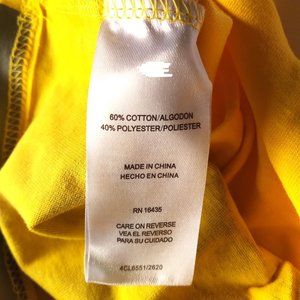 60% COTTON/ALGODON
40% POLYESTER/POLIESTER
MADE IN CHINA
HECHO EN CHINA
RN 16435
CARE ON REVERSE
VEA EL REVERSO
PARA SU CUIDADO
4GL6551/2620